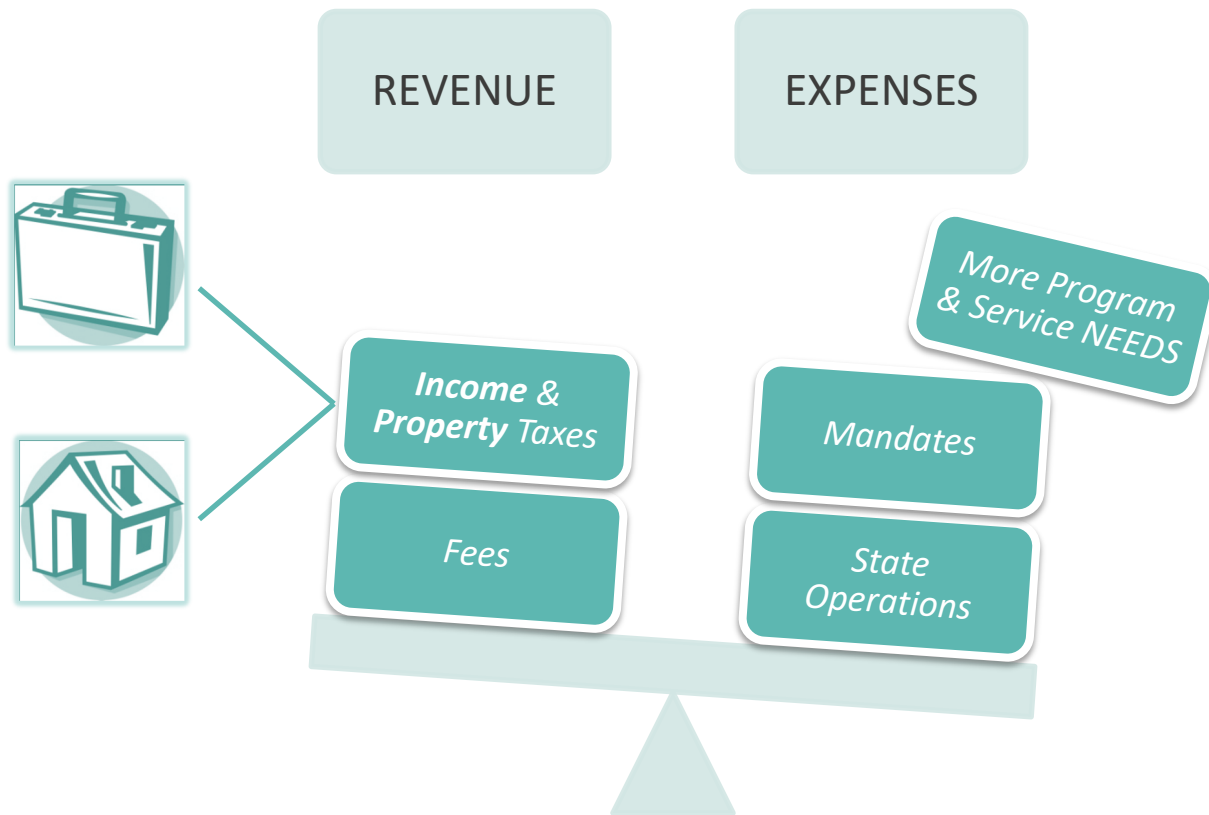 REVENUE
EXPENSES
More Program
& Service NEEDS
Income &
Property Taxes
Mandates
Fees
State
Operations